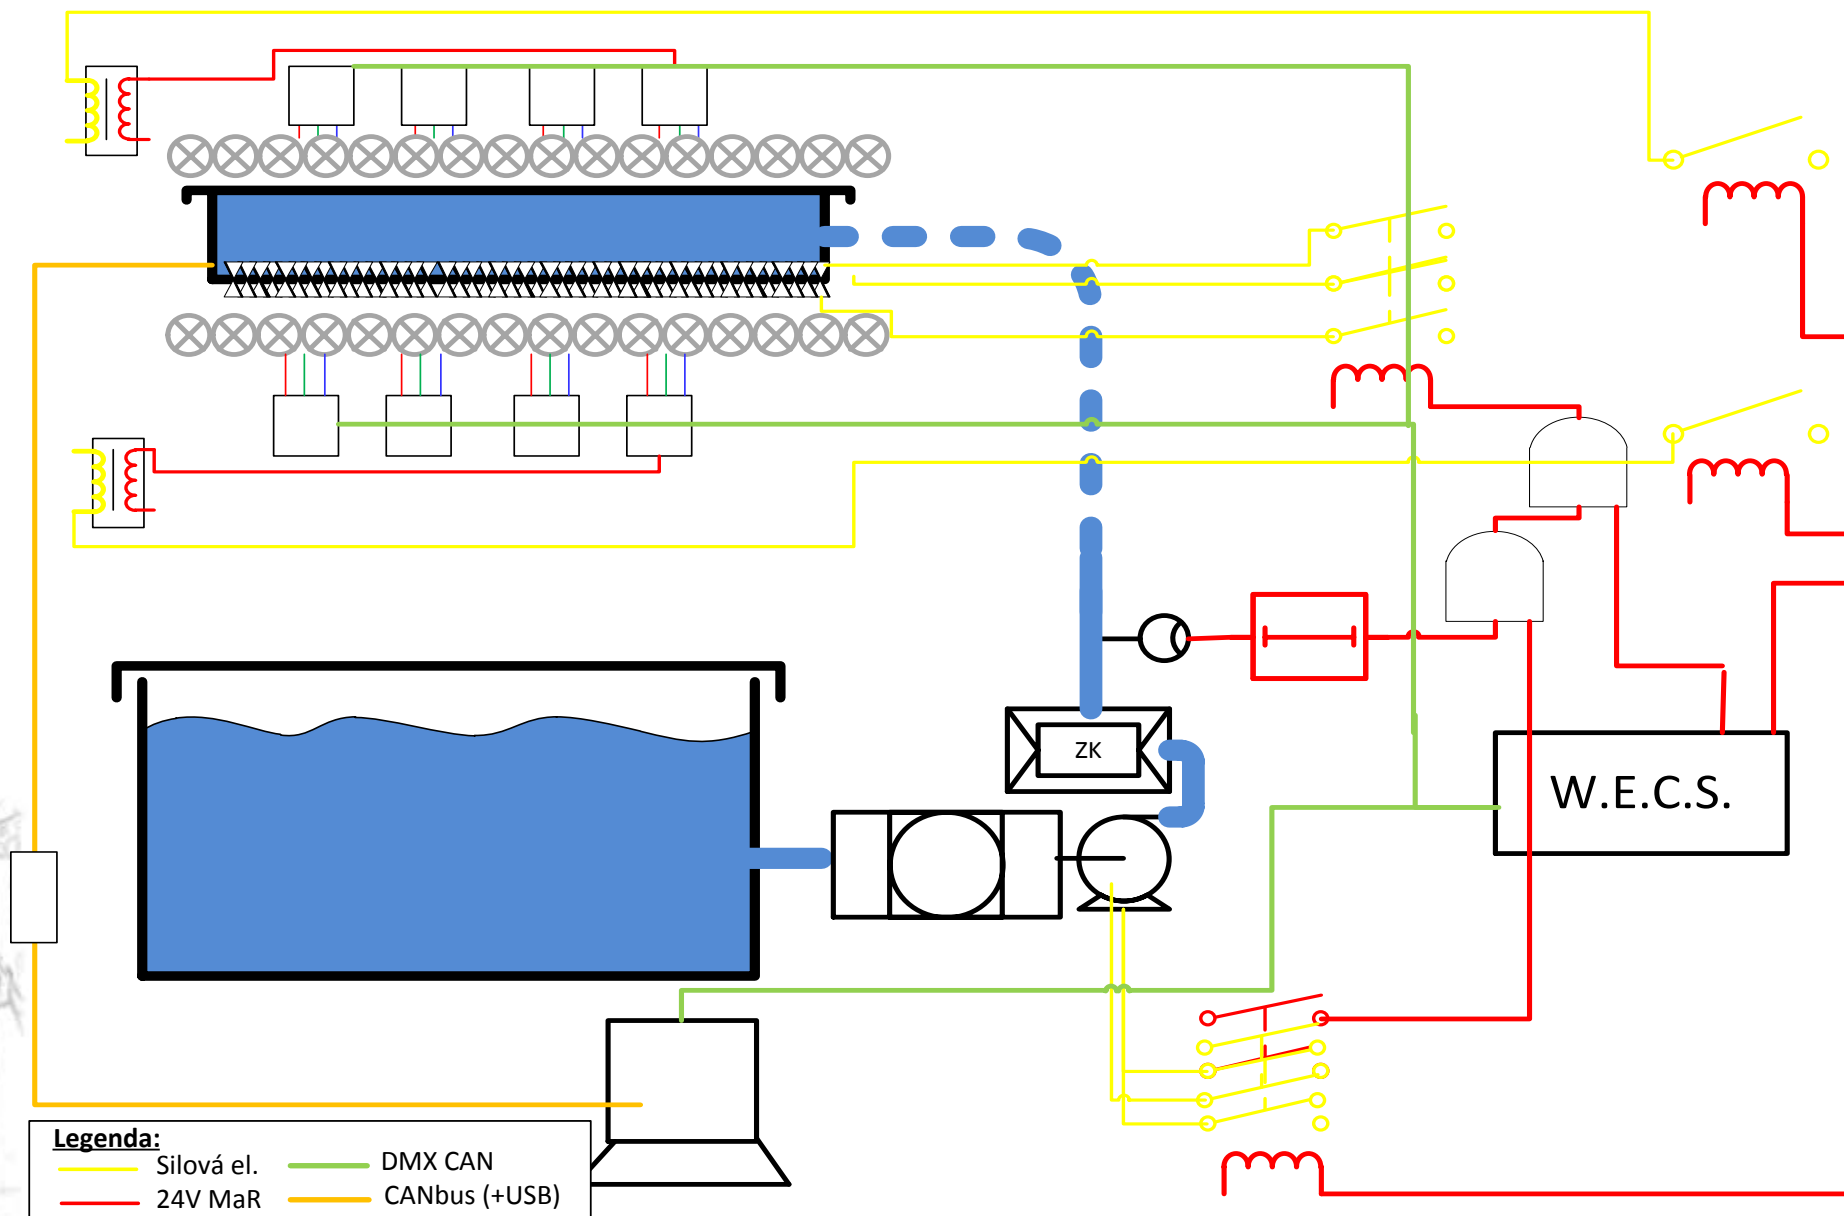 ZK
W.E.C.S.
Legenda:
Silová el.
DMX CAN
24V MaR
CANbus (+USB)